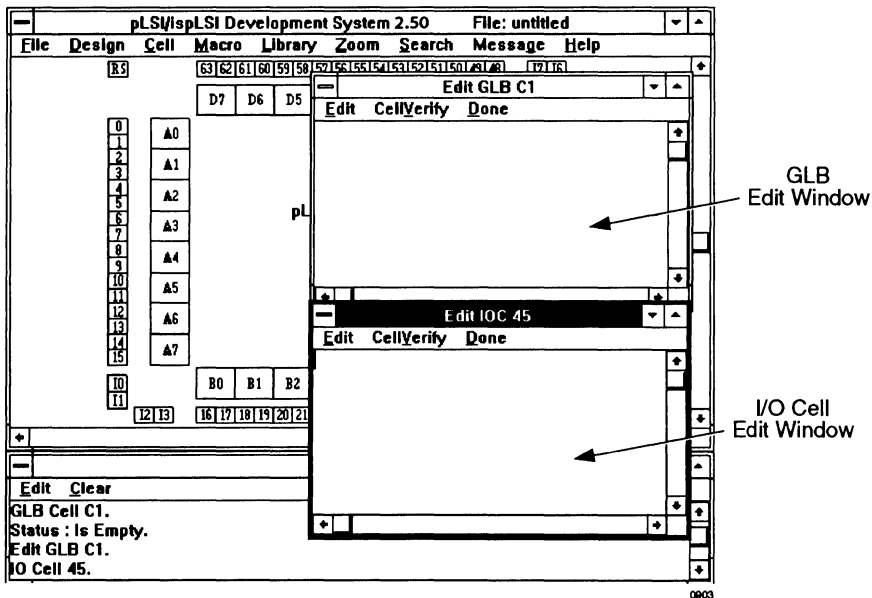 pLSI/ispLSI Development System 2.50 File: untitled
File Design Cell Macro Library Zoom Search Message Help
RS 63 62 61 60 59 58 57 56 55 54 53 52 51 50 49 48 I7 I6
D7 D6 D5
Edit GLB C1
Edit CellVerify Done
0 A0
1
2 A1
3
4 A2
5
6 A3
7
8 A4
9
10 A5
11
12 A6
13
14 A7
15
pL
GLB
Edit Window
Edit IOC 45
Edit CellVerify Done
I0 B0 B1 B2
I1
I2 I3 16 17 18 19 20 21
I/O Cell
Edit Window
Edit Clear
GLB Cell C1.
Status : Is Empty.
Edit GLB C1.
IO Cell 45.
0903